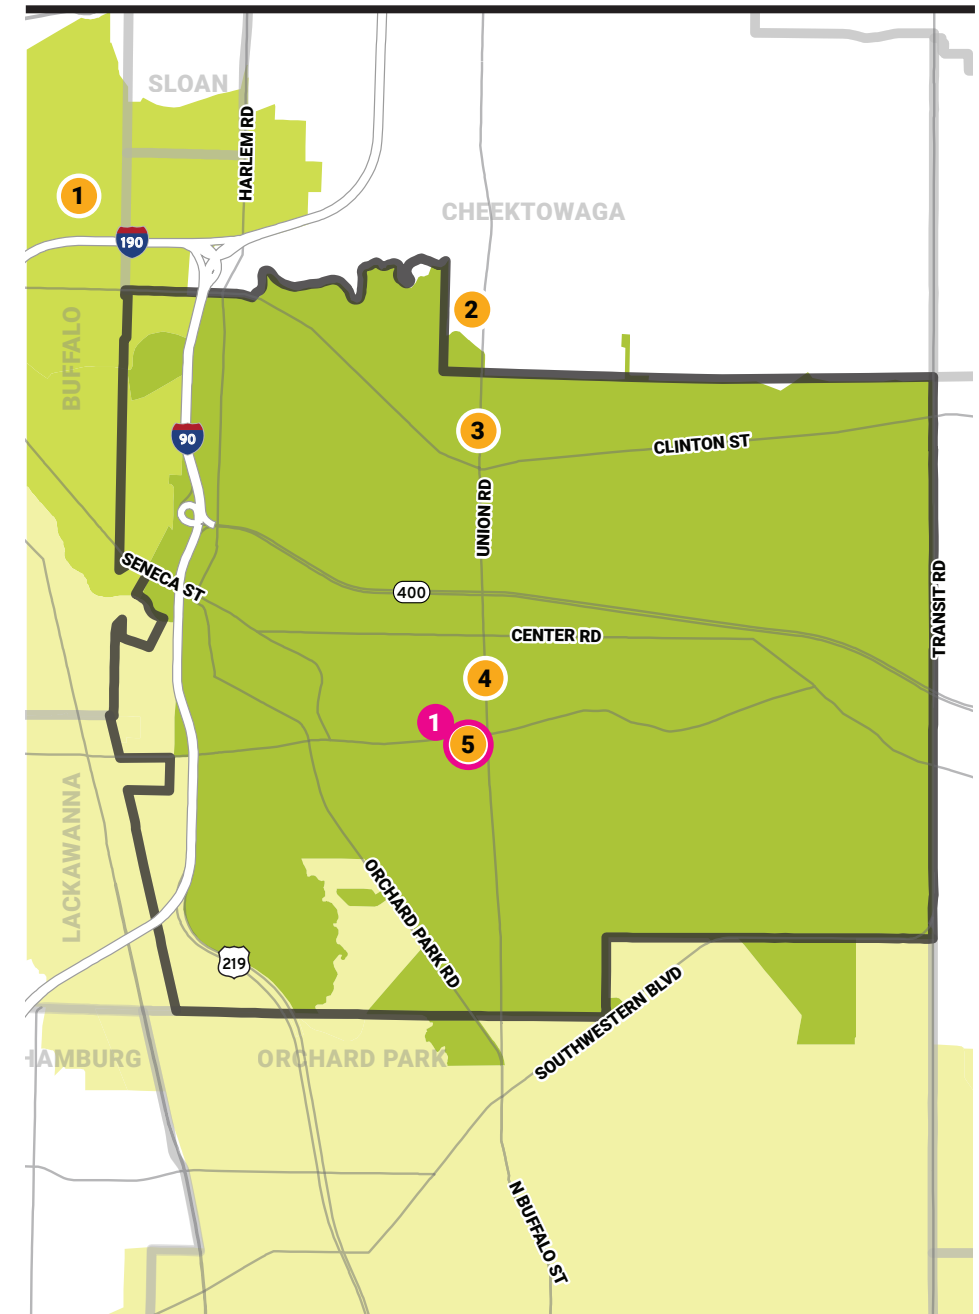 SLOAN
HARLEM RD
1
CHEEKTOWAGA
190
2
BUFFALO
3
90
CLINTON ST
UNION RD
SENECA ST
400
TRANSIT RD
CENTER RD
4
1
5
LACKAWANNA
ORCHARD PARK RD
219
SOUTHWESTERN BLVD
HAMBURG
ORCHARD PARK
N BUFFALO ST